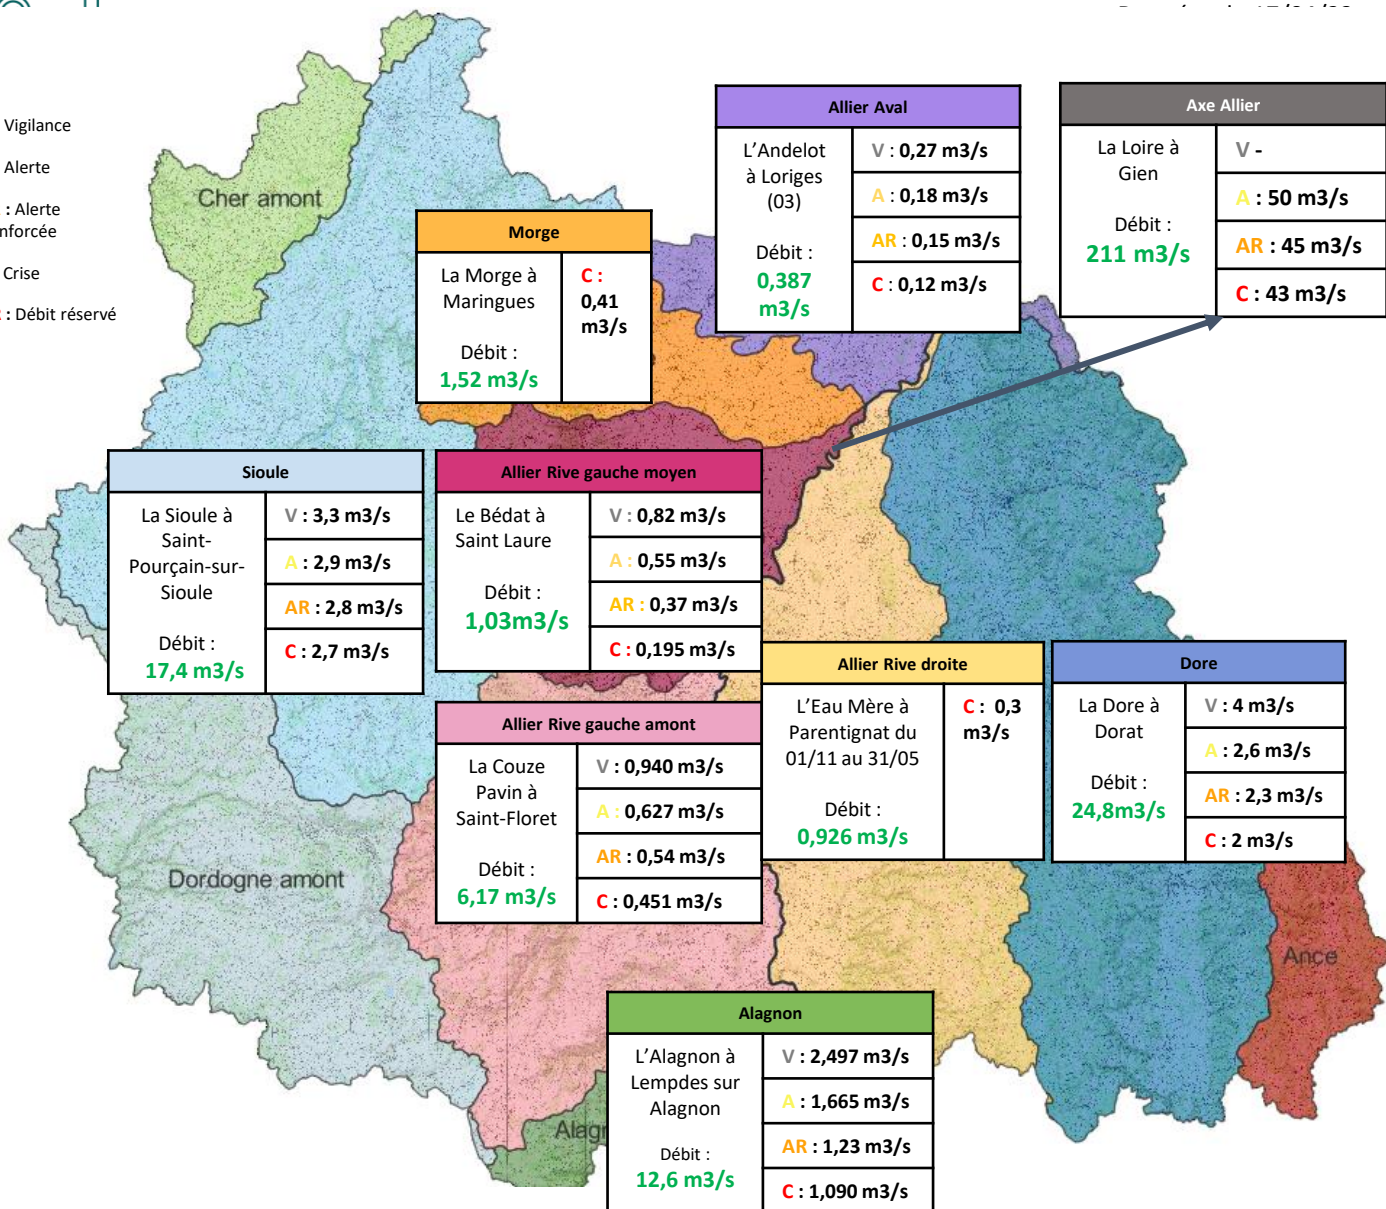 Vigilance
Alerte
: Alerte
nforcée
Crise
: Débit réservé
Cher amont
Allier Aval
L'Andelot
à Loriges
(03)
Débit :
0,387
m3/s
V : 0,27 m3/s
A : 0,18 m3/s
AR : 0,15 m3/s
C : 0,12 m3/s
Axe Allier
La Loire à
Gien
Débit :
211 m3/s
V -
A : 50 m3/s
AR : 45 m3/s
C : 43 m3/s
Morge
La Morge à
Maringues
Débit :
1,52 m3/s
C :
0,41
m3/s
Sioule
La Sioule à
Saint-
Pourçain-sur-
Sioule
Débit :
17,4 m3/s
V : 3,3 m3/s
A : 2,9 m3/s
AR : 2,8 m3/s
C : 2,7 m3/s
Allier Rive gauche moyen
Le Bédat à
Saint Laure
Débit :
1,03m3/s
V : 0,82 m3/s
A : 0,55 m3/s
AR : 0,37 m3/s
C : 0,195 m3/s
Allier Rive droite
L'Eau Mère à
Parentignat du
01/11 au 31/05
Débit :
0,926 m3/s
C : 0,3
m3/s
Dore
La Dore à
Dorat
Débit :
24,8m3/s
V : 4 m3/s
A : 2,6 m3/s
AR : 2,3 m3/s
C : 2 m3/s
Allier Rive gauche amont
La Couze
Pavin à
Saint-Floret
Débit :
6,17 m3/s
V : 0,940 m3/s
A : 0,627 m3/s
AR : 0,54 m3/s
C : 0,451 m3/s
Dordogne amont
Ance
Alagnon
L'Alagnon à
Lempdes sur
Alagnon
Débit :
12,6 m3/s
V : 2,497 m3/s
A : 1,665 m3/s
AR : 1,23 m3/s
C : 1,090 m3/s
Alagr